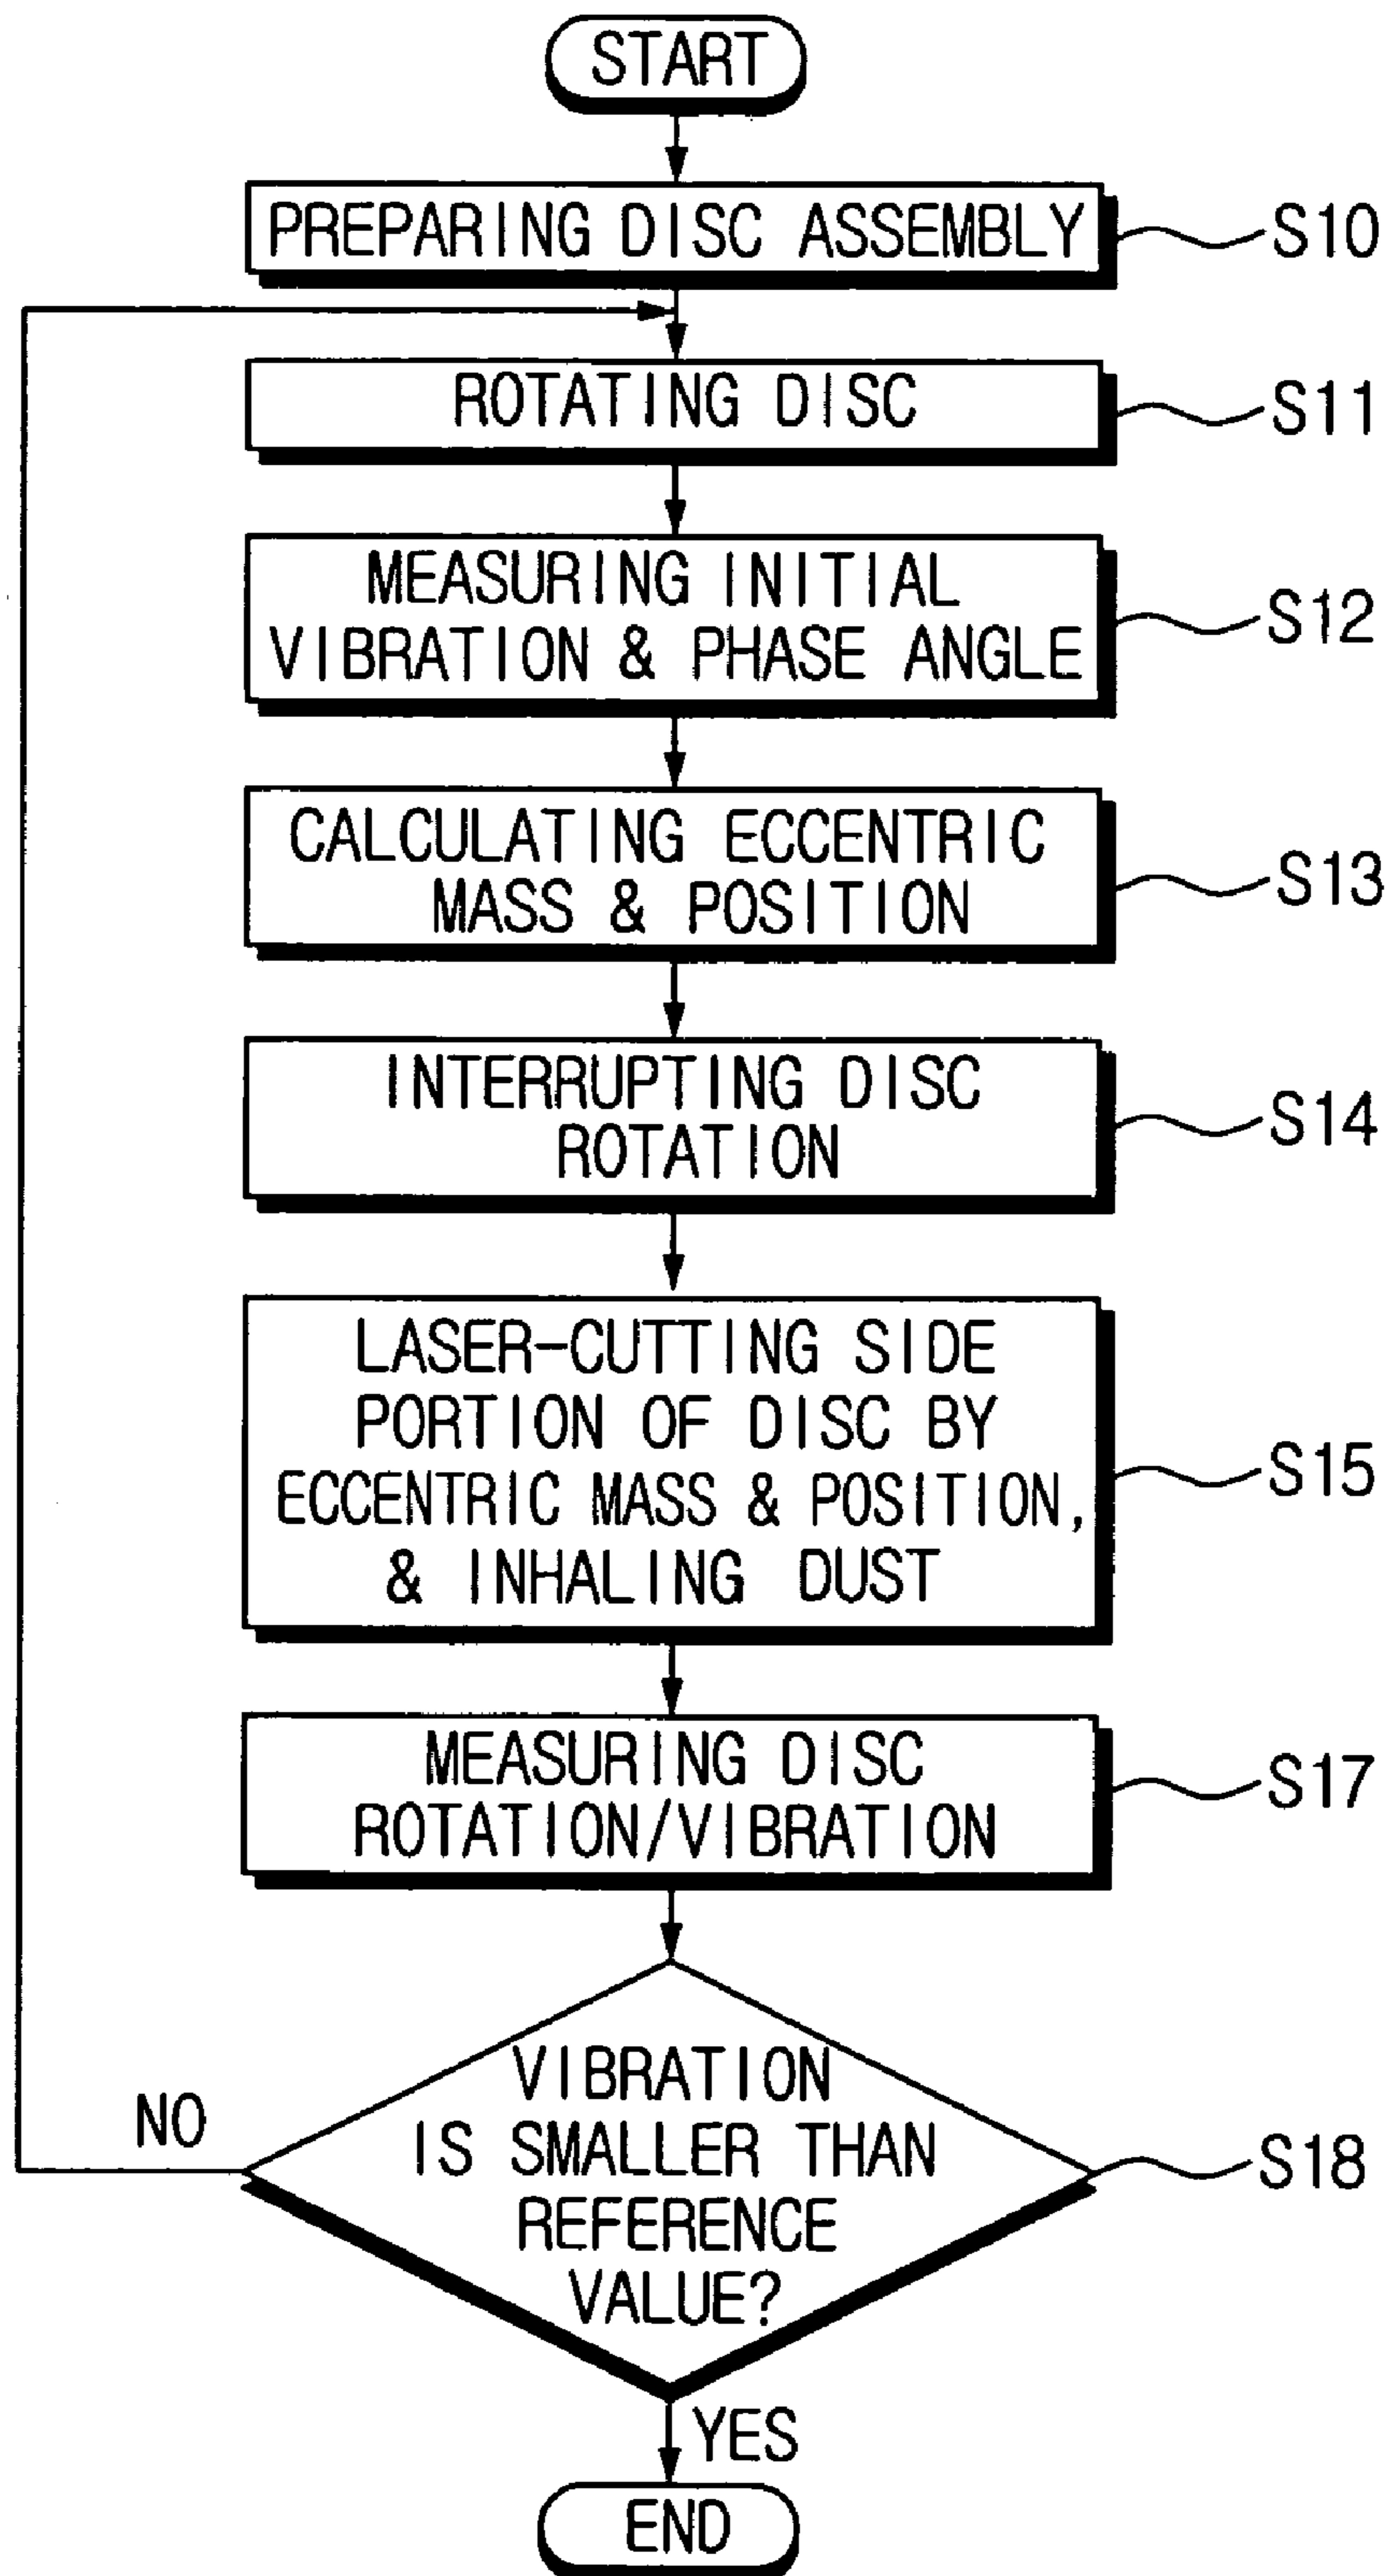 START
PREPARING DISC ASSEMBLY
S10
ROTATING DISC
S11
MEASURING INITIAL
VIBRATION & PHASE ANGLE
S12
CALCULATING ECCENTRIC
MASS & POSITION
S13
INTERRUPTING DISC
ROTATION
S14
LASER-CUTTING SIDE
PORTION OF DISC BY
ECCENTRIC MASS & POSITION,
& INHALING DUST
S15
MEASURING DISC
ROTATION/VIBRATION
S17
VIBRATION
IS SMALLER THAN
REFERENCE
VALUE?
S18
NO
YES
END